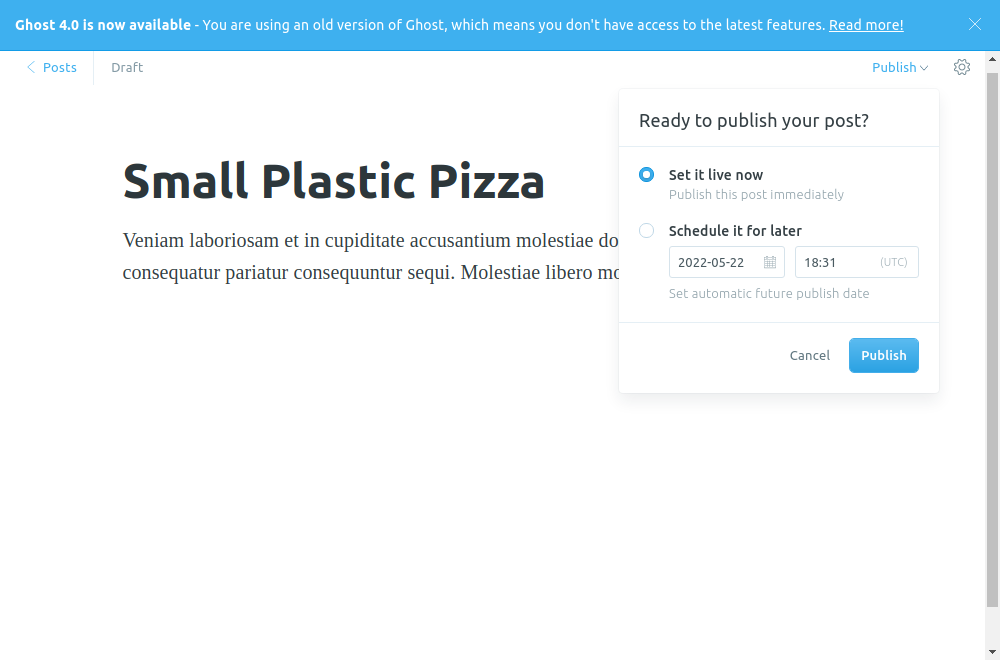 Ghost 4.0 is now available - You are using an old version of Ghost, which means you don't have access to the latest features. Read more!
Posts
Draft
Publish
Ready to publish your post?
Small Plastic Pizza
Set it live now
Publish this post immediately
Veniam laboriosam et in cupiditate accusantium molestiae do
consequatur pariatur consequuntur sequi. Molestiae libero mo
Schedule it for later
2022-05-22
18:31
(UTC)
Set automatic future publish date
Cancel
Publish